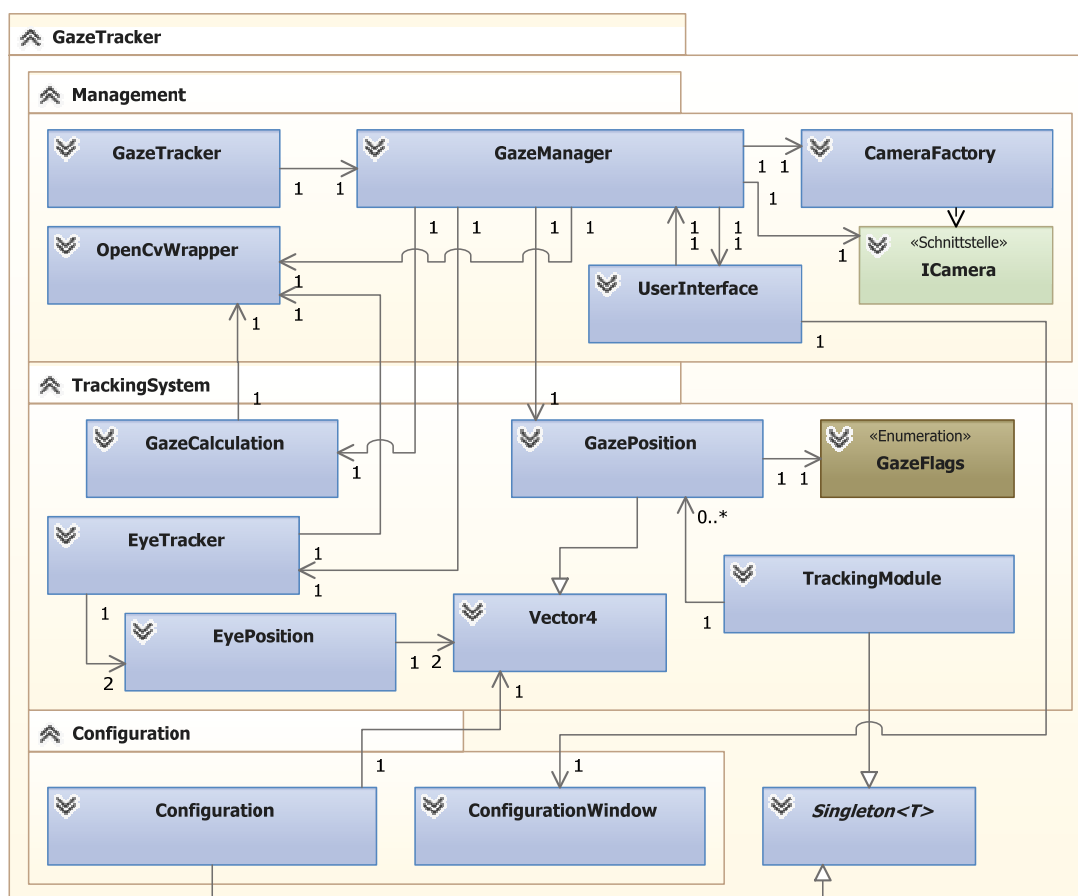 GazeTracker
Management
GazeTracker
GazeManager
CameraFactory
1
1
1
1
1
1
1
1
1
1
1
1
1
OpenCvWrapper
«Schnittstelle»
ICamera
1
UserInterface
1
1
1
1
TrackingSystem
1
1
GazeCalculation
GazePosition
«Enumeration»
GazeFlags
1
1
1
0..*
EyeTracker
1
1
TrackingModule
1
1
EyePosition
Vector4
1
2
2
1
Configuration
1
1
Configuration
ConfigurationWindow
Singleton<T>